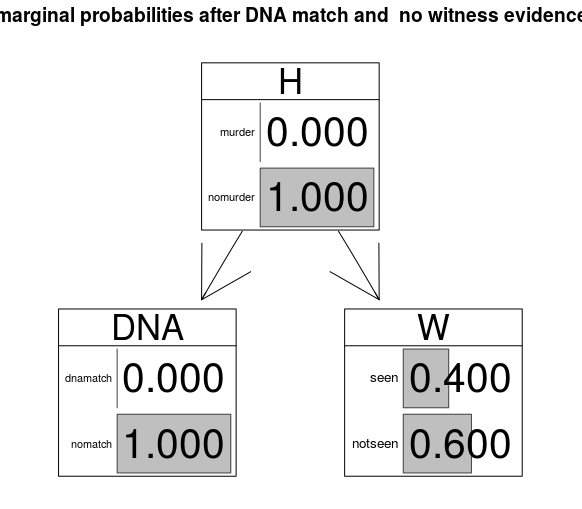 marginal probabilities after DNA match and no witness evidence
H
murder 0.000
nomurder 1.000
DNA
dnamatch 0.000
nomatch 1.000
W
seen 0.400
notseen 0.600